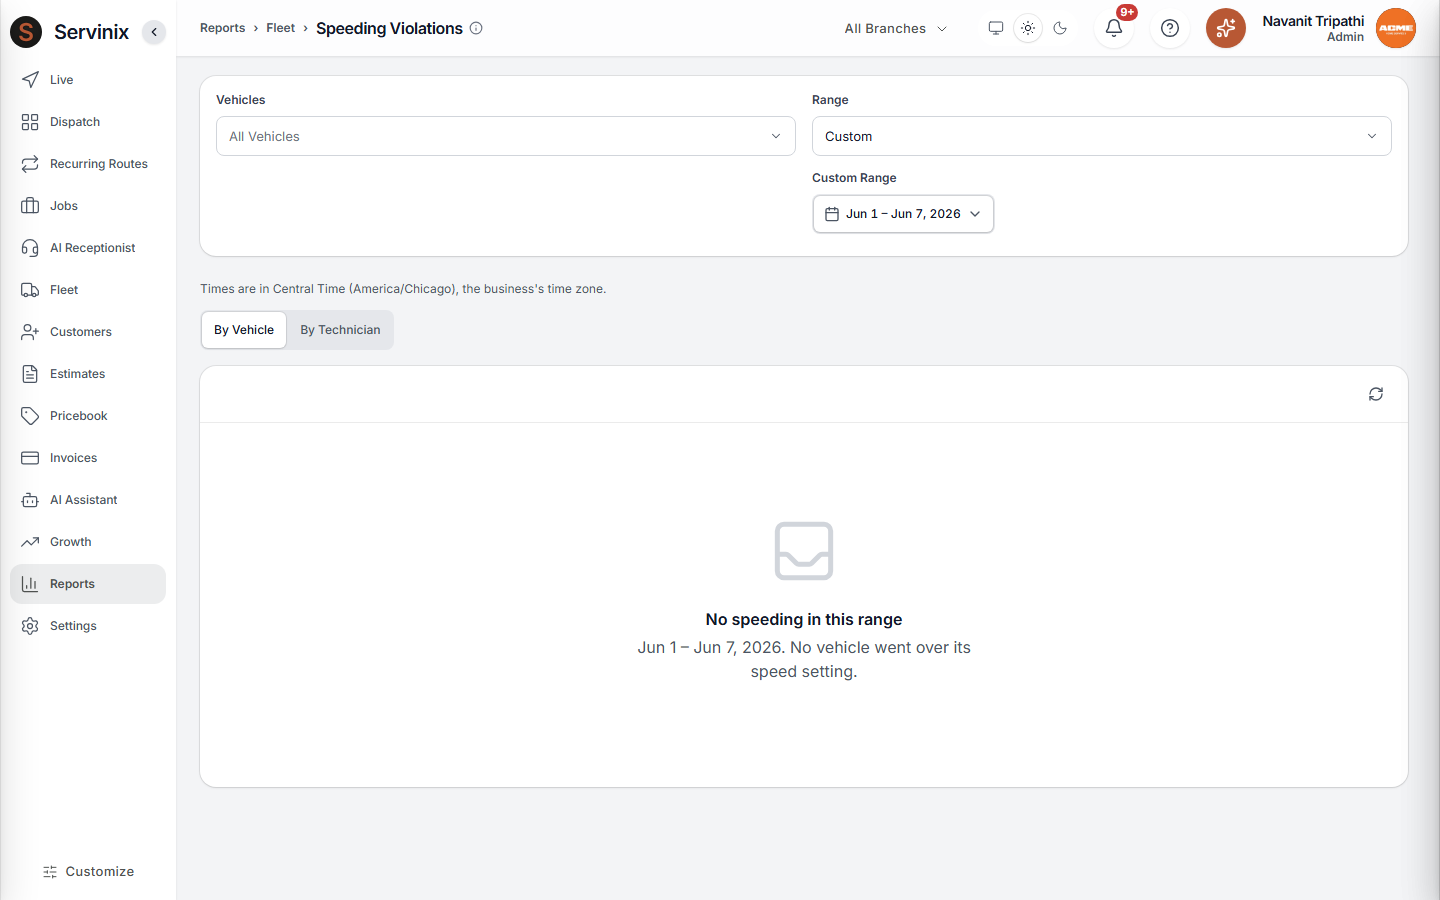 S Servinix
Reports › Fleet › Speeding Violations
All Branches
9+
Navanit Tripathi
Admin
ACME
Live
Dispatch
Recurring Routes
Jobs
AI Receptionist
Fleet
Customers
Estimates
Pricebook
Invoices
AI Assistant
Growth
Reports
Settings
Customize
Vehicles
All Vehicles
Range
Custom
Custom Range
Jun 1 – Jun 7, 2026
Times are in Central Time (America/Chicago), the business's time zone.
By Vehicle
By Technician
No speeding in this range
Jun 1 – Jun 7, 2026. No vehicle went over its
speed setting.